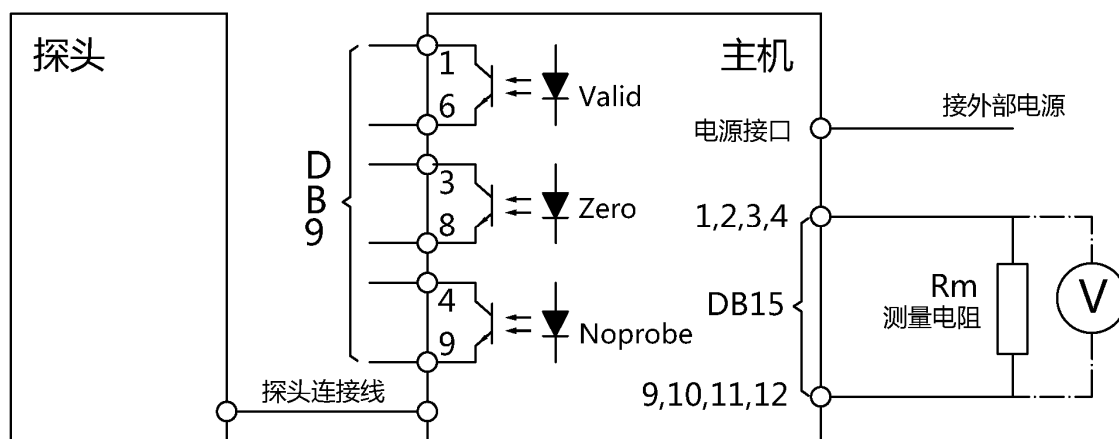 探头
主机
1
6
Valid
3
8
Zero
4
9
Noprobe
D
B
9
探头连接线
电源接口
接外部电源
1,2,3,4
DB15
9,10,11,12
Rm
测量电阻
V